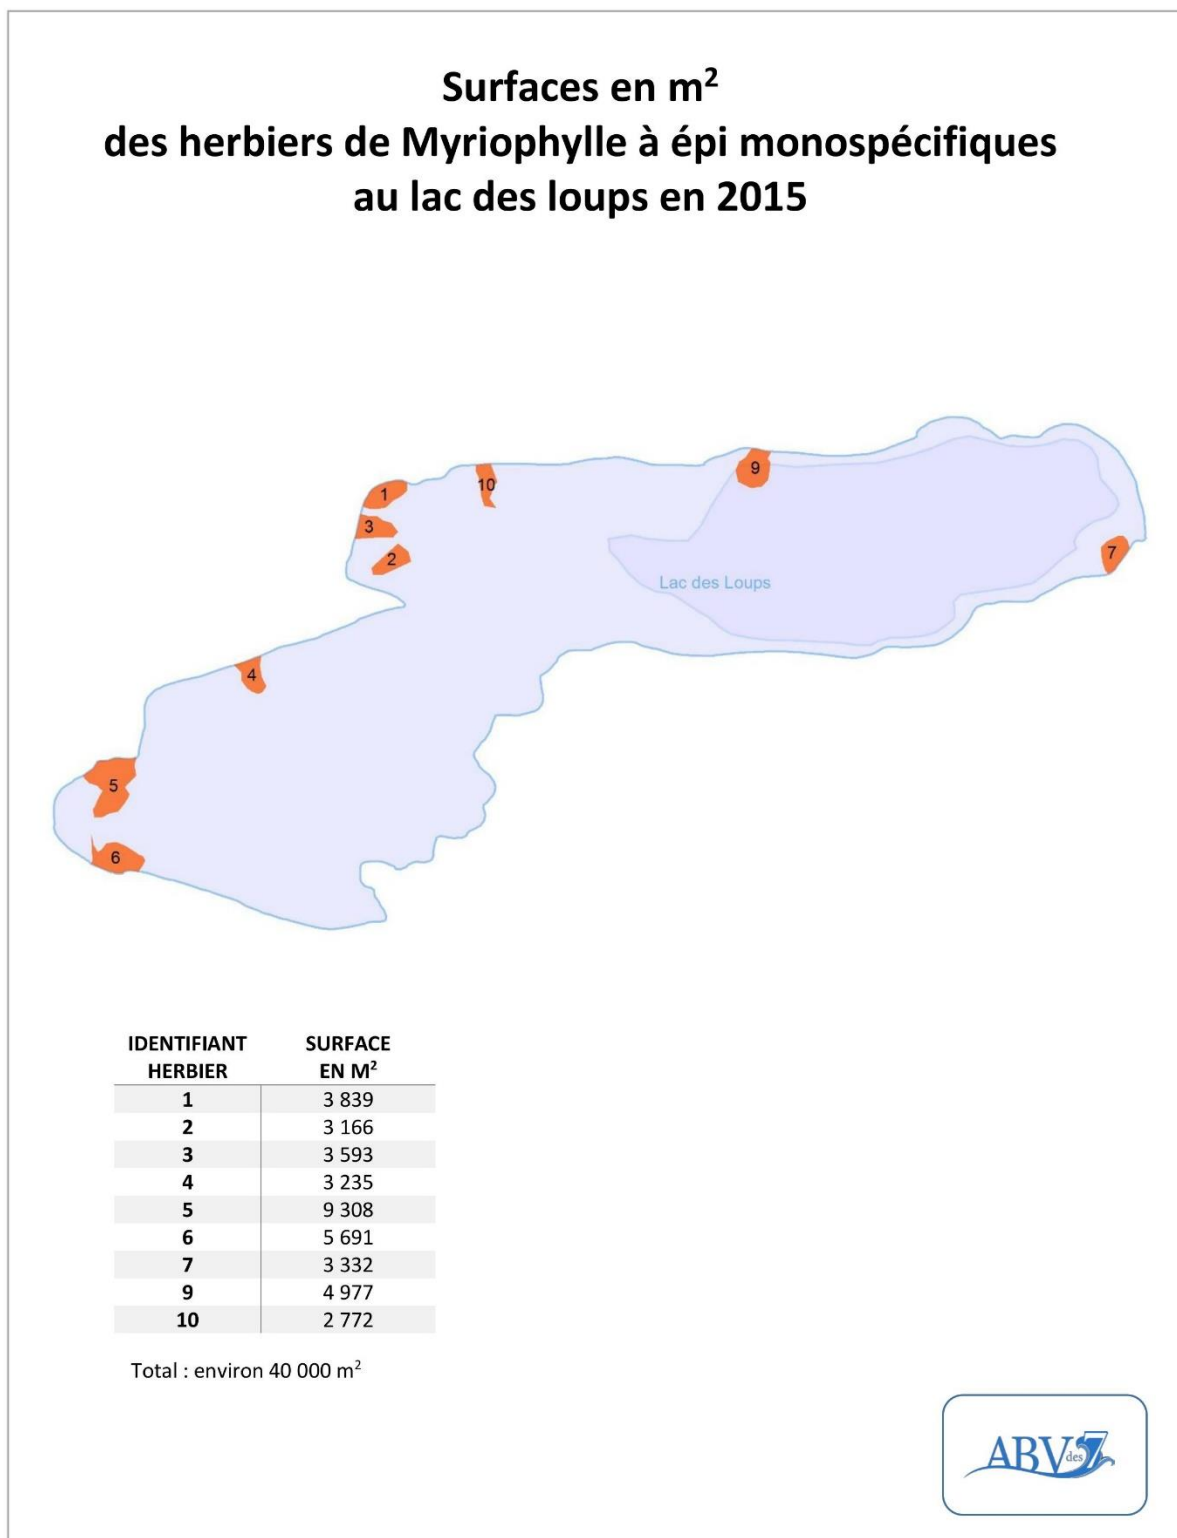 Surfaces en m²
des herbiers de Myriophylle à épi monospécifiques
au lac des loups en 2015
9
1
10
3
2
7
Lac des Loups
4
5
6
IDENTIFIANT HERBIER SURFACE EN M²
1 3 839
2 3 166
3 3 593
4 3 235
5 9 308
6 5 691
7 3 332
9 4 977
10 2 772
Total : environ 40 000 m²
ABV des 7